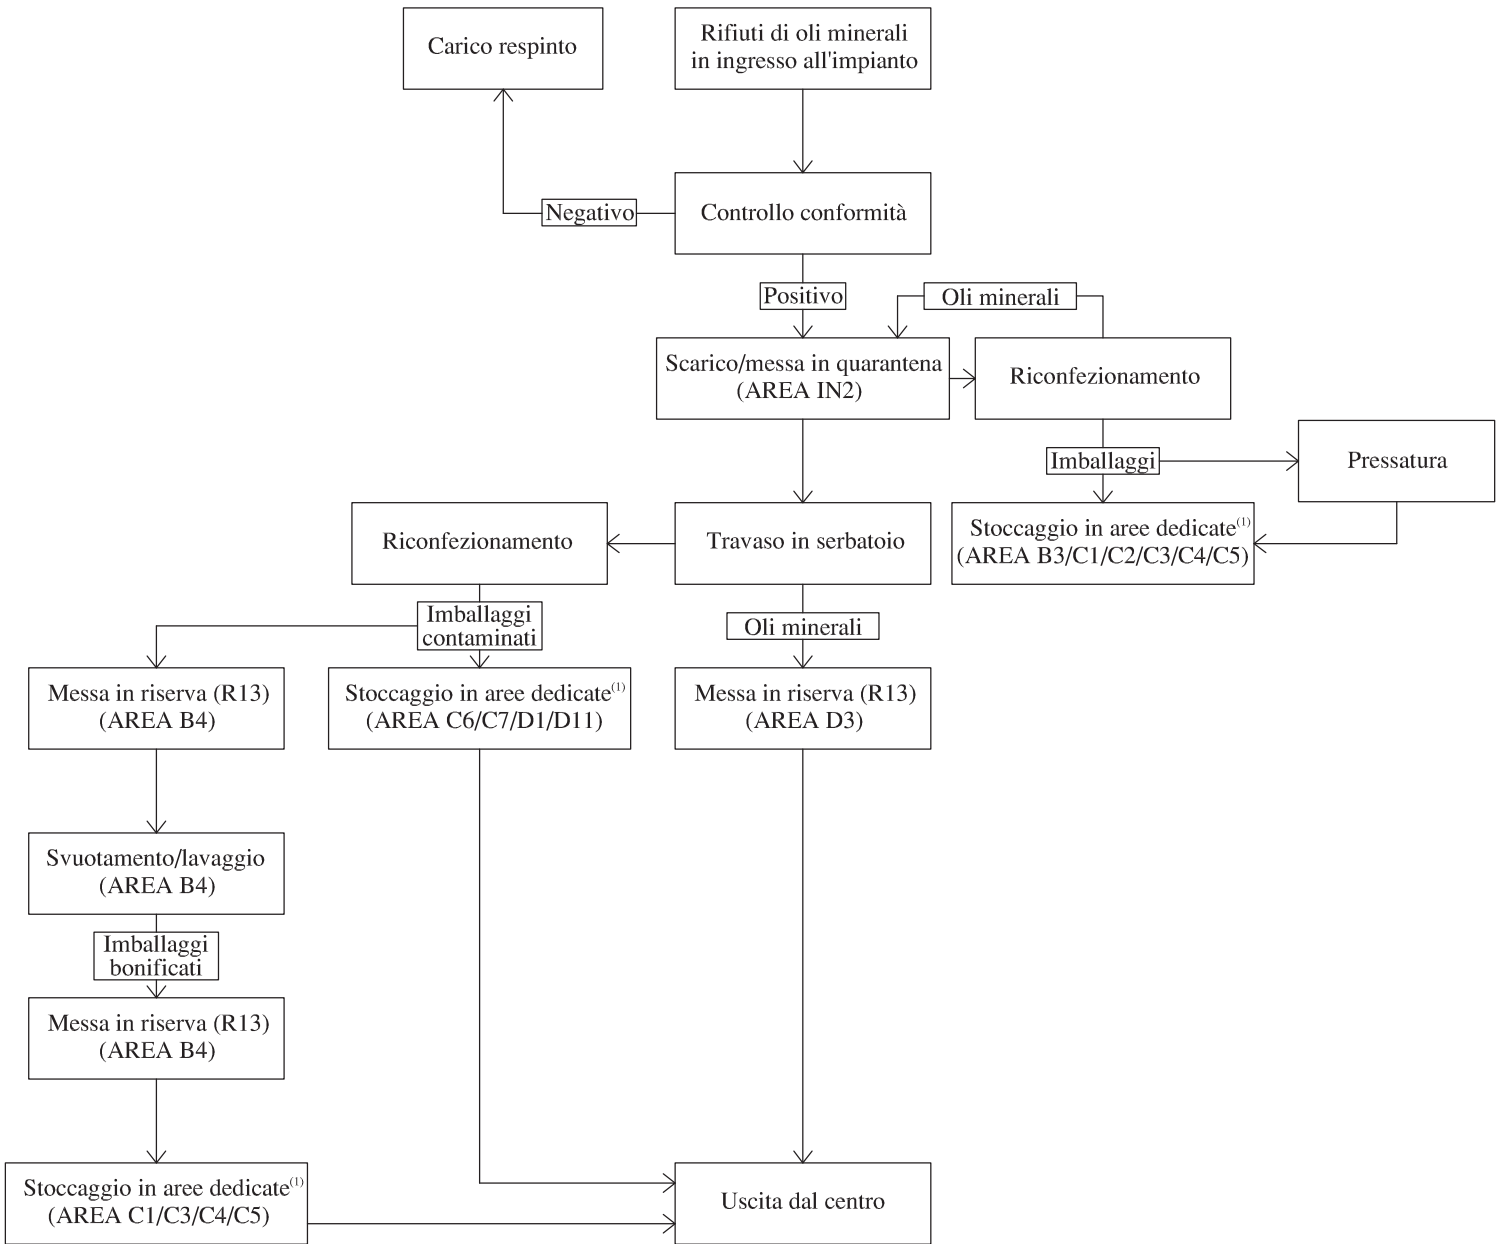 Carico respinto
Rifiuti di oli minerali
in ingresso all'impianto
Negativo
Controllo conformità
Positivo
Oli minerali
Scarico/messa in quarantena
(AREA IN2)
Riconfezionamento
Imballaggi
Pressatura
Riconfezionamento
Travaso in serbatoio
Stoccaggio in aree dedicate(1)
(AREA B3/C1/C2/C3/C4/C5)
Imballaggi
contaminati
Oli minerali
Messa in riserva (R13)
(AREA B4)
Stoccaggio in aree dedicate(1)
(AREA C6/C7/D1/D11)
Messa in riserva (R13)
(AREA D3)
Svuotamento/lavaggio
(AREA B4)
Imballaggi
bonificati
Messa in riserva (R13)
(AREA B4)
Stoccaggio in aree dedicate(1)
(AREA C1/C3/C4/C5)
Uscita dal centro